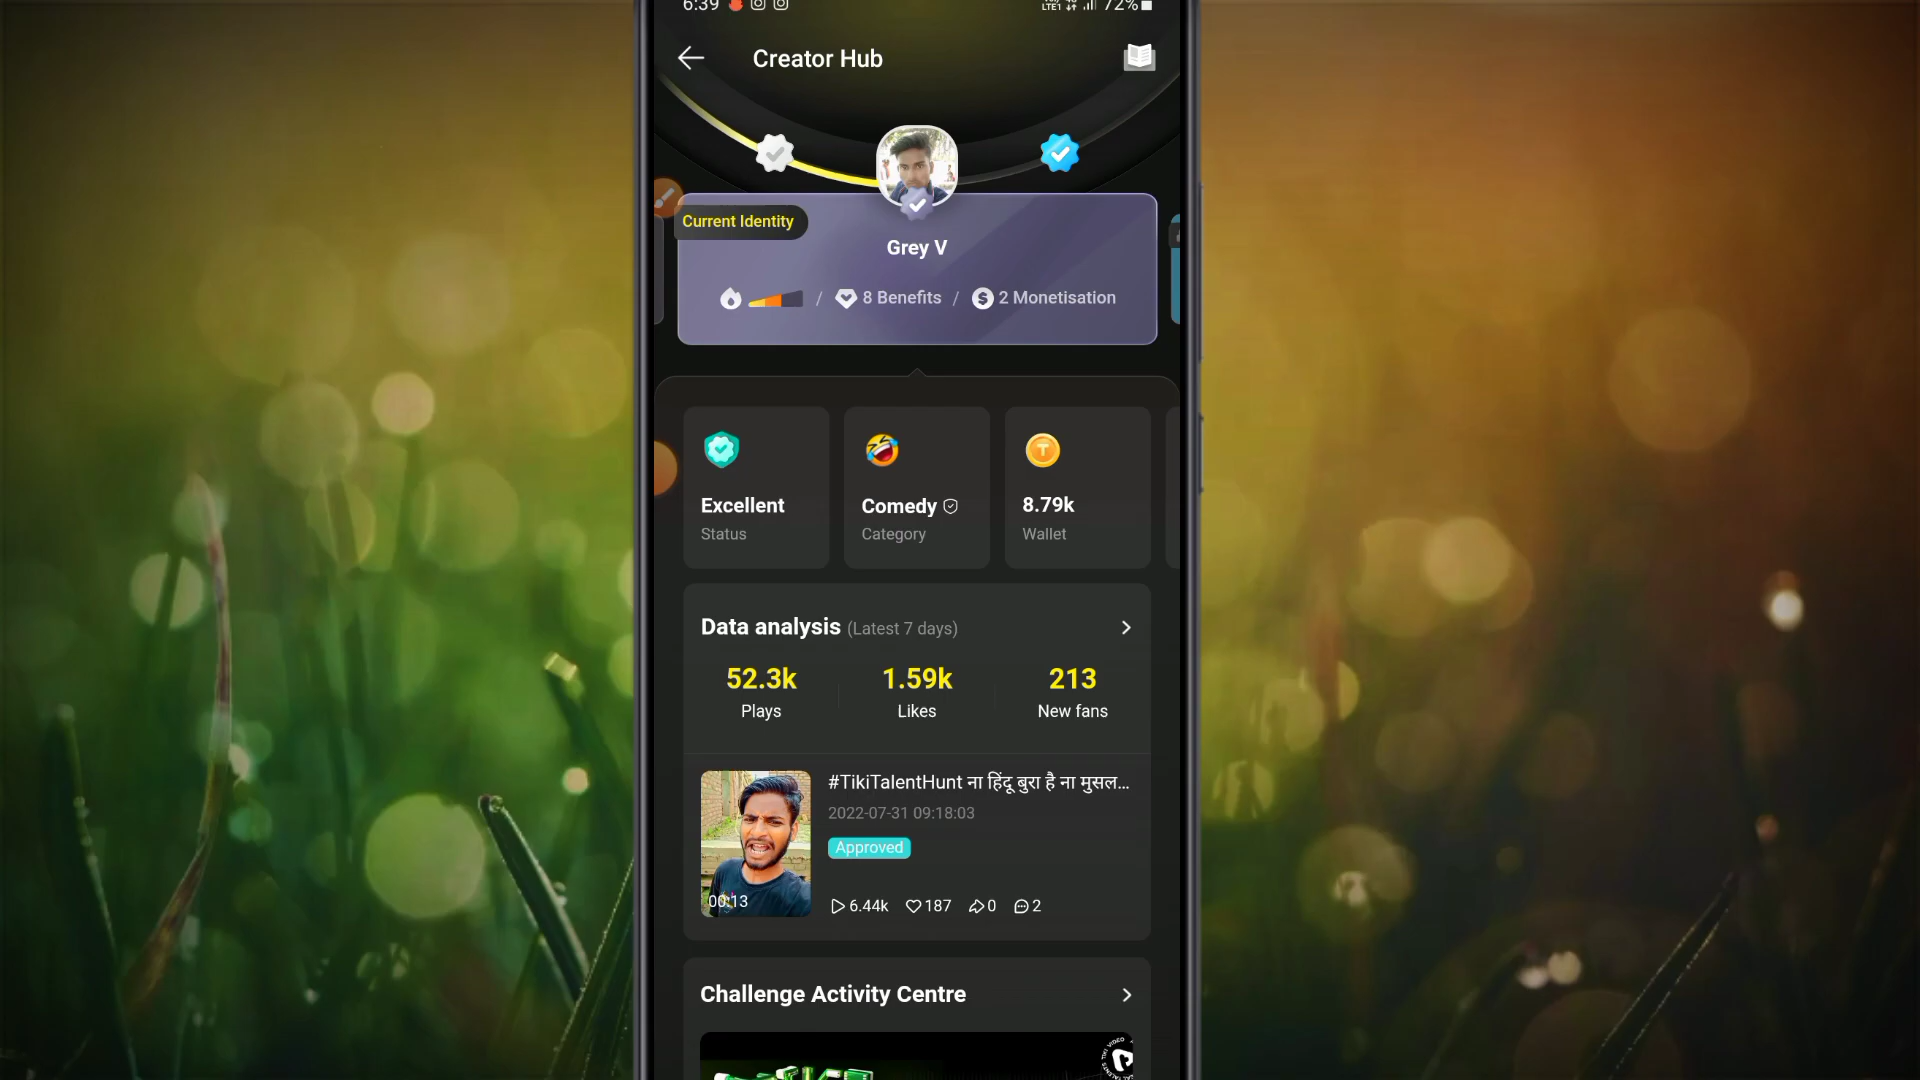 6:39
LTE1 72%
Creator Hub
Current Identity
Grey V
/ 8 Benefits / 2 Monetisation
Excellent
Status
Comedy
Category
8.79k
Wallet
Data analysis (Latest 7 days)
52.3k
Plays
1.59k
Likes
213
New fans
#TikiTalentHunt ना हिंदू बुरा है ना मुसल...
2022-07-31 09:18:03
Approved
00:13
6.44k 187 0 2
Challenge Activity Centre